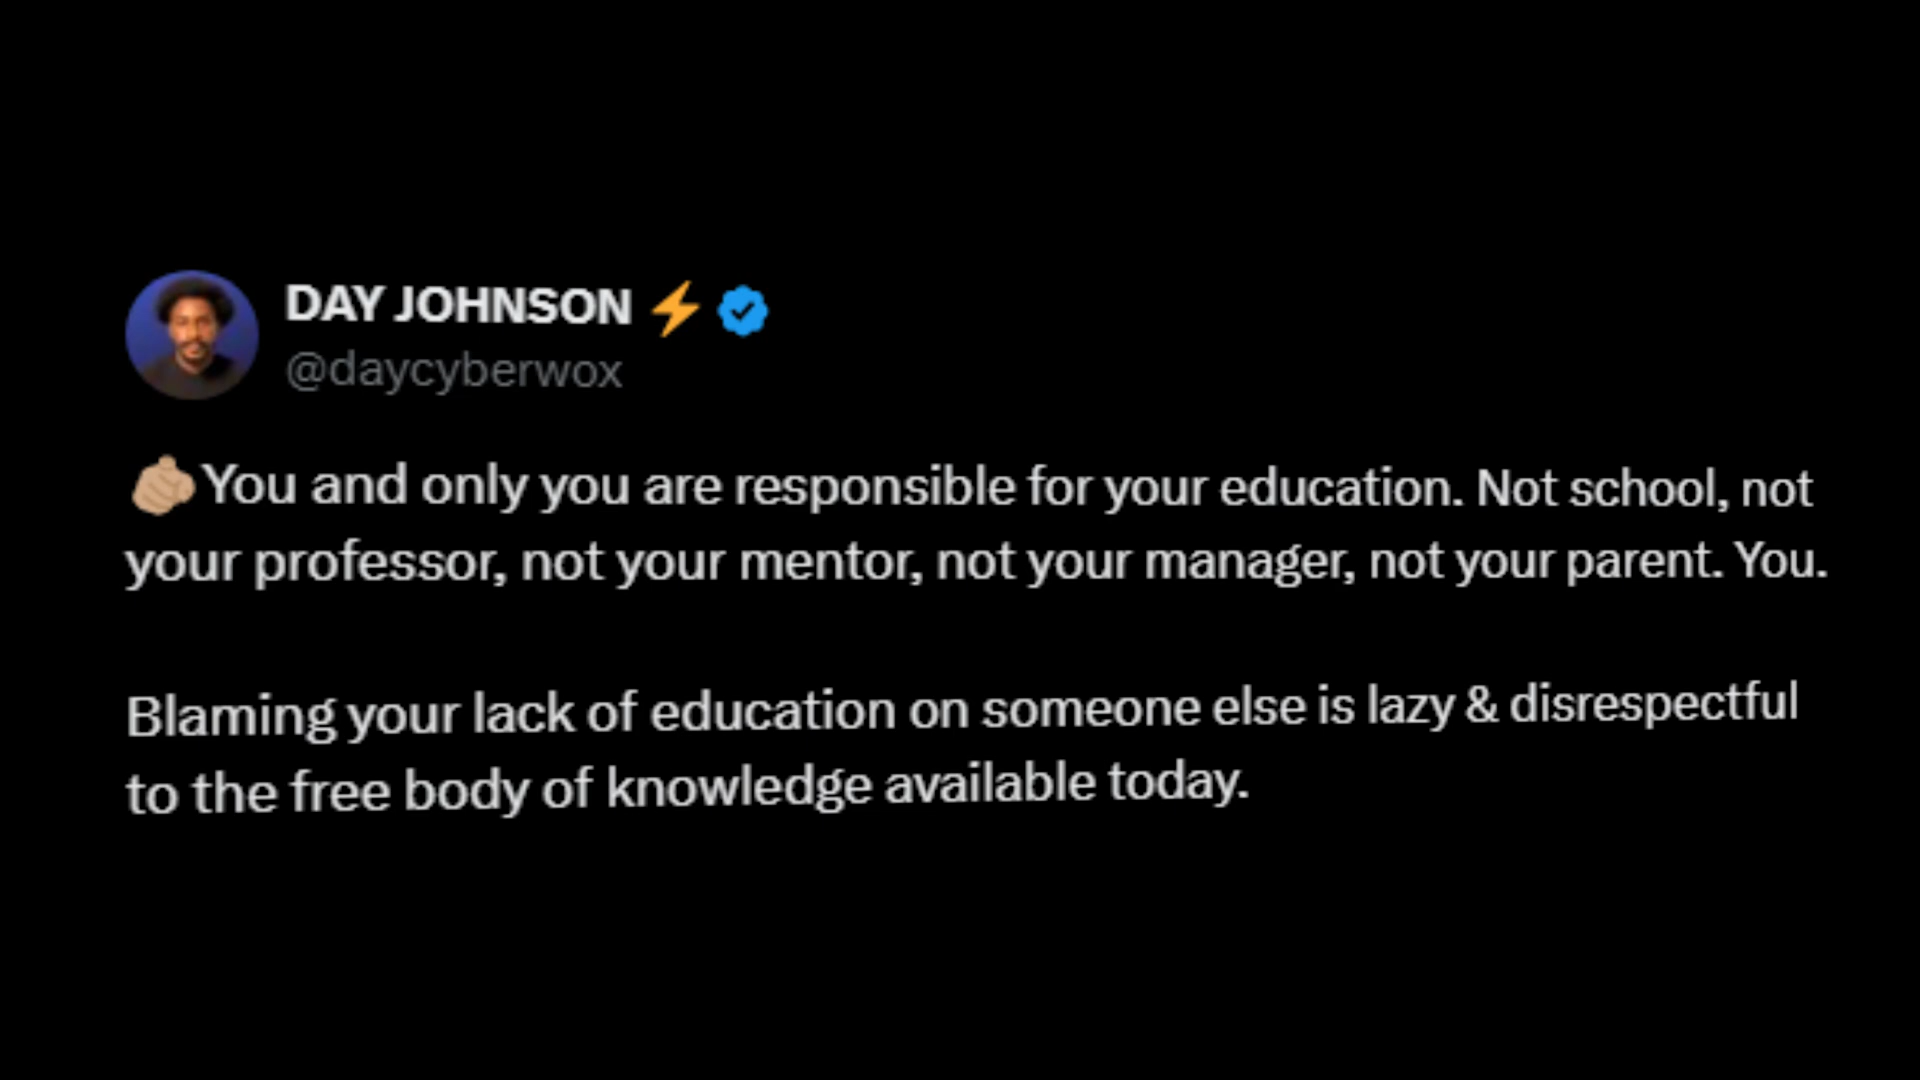 DAY JOHNSON ⚡
@daycyberwox
🫵🏼You and only you are responsible for your education. Not school, not
your professor, not your mentor, not your manager, not your parent. You.
Blaming your lack of education on someone else is lazy & disrespectful
to the free body of knowledge available today.